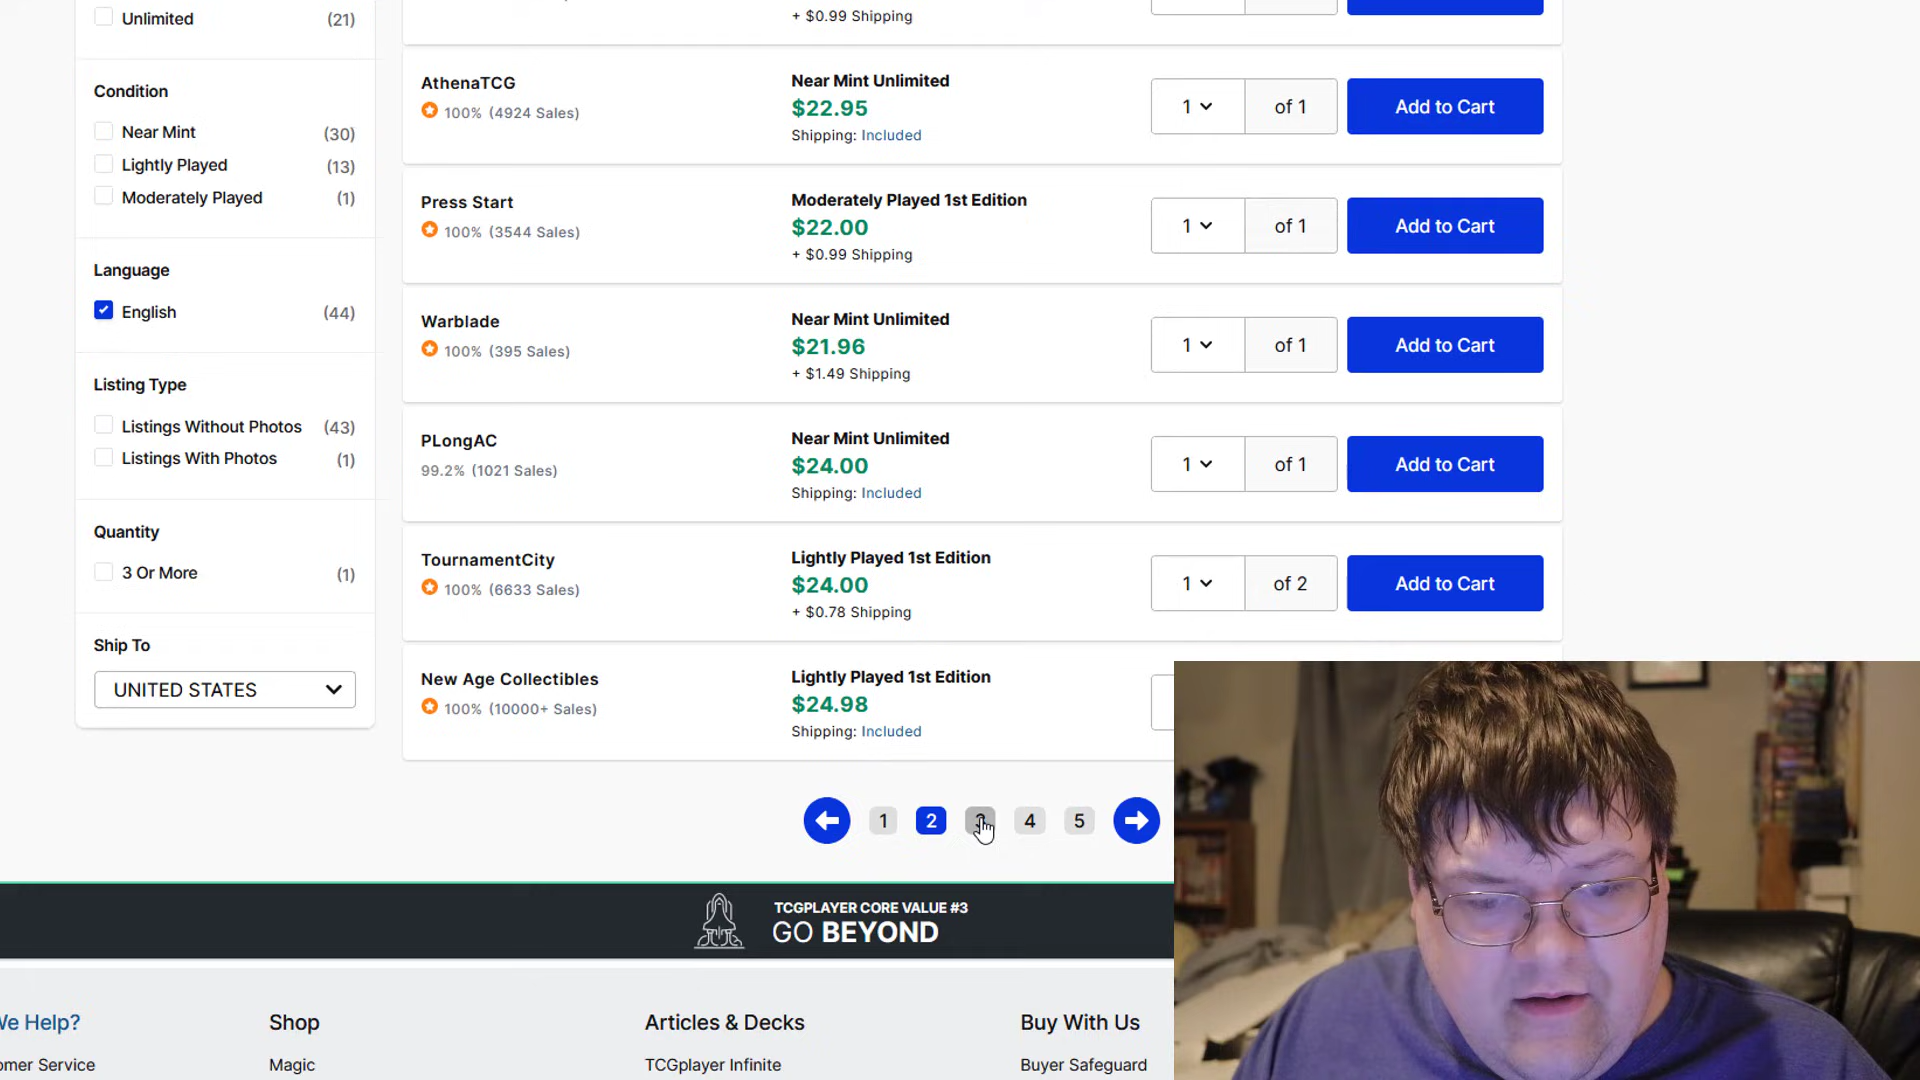 Unlimited (21)
+ $0.99 Shipping
Condition
Near Mint (30)
Lightly Played (13)
Moderately Played (1)
Language
English (44)
Listing Type
Listings Without Photos (43)
Listings With Photos (1)
Quantity
3 Or More (1)
Ship To
UNITED STATES
AthenaTCG
100% (4924 Sales)
Near Mint Unlimited
$22.95
Shipping: Included
1 of 1 Add to Cart
Press Start
100% (3544 Sales)
Moderately Played 1st Edition
$22.00
+ $0.99 Shipping
1 of 1 Add to Cart
Warblade
100% (395 Sales)
Near Mint Unlimited
$21.96
+ $1.49 Shipping
1 of 1 Add to Cart
PLongAC
99.2% (1021 Sales)
Near Mint Unlimited
$24.00
Shipping: Included
1 of 1 Add to Cart
TournamentCity
100% (6633 Sales)
Lightly Played 1st Edition
$24.00
+ $0.78 Shipping
1 of 2 Add to Cart
New Age Collectibles
100% (10000+ Sales)
Lightly Played 1st Edition
$24.98
Shipping: Included
1 2 3 4 5
TCGPLAYER CORE VALUE #3
GO BEYOND
We Help?
omer Service
Shop
Magic
Articles & Decks
TCGplayer Infinite
Buy With Us
Buyer Safeguard